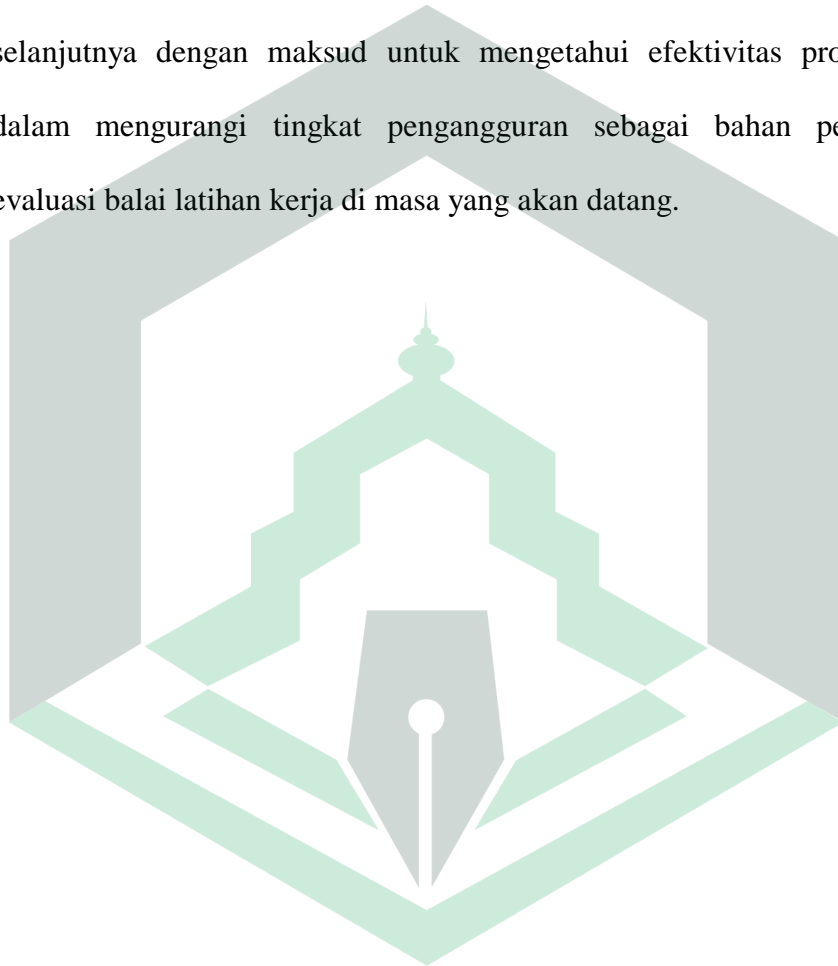 selanjutnya dengan maksud untuk mengetahui efektivitas
dalam mengurangi tingkat pengangguran sebagai bahan
evaluasi balai latihan kerja di masa yang akan datang.